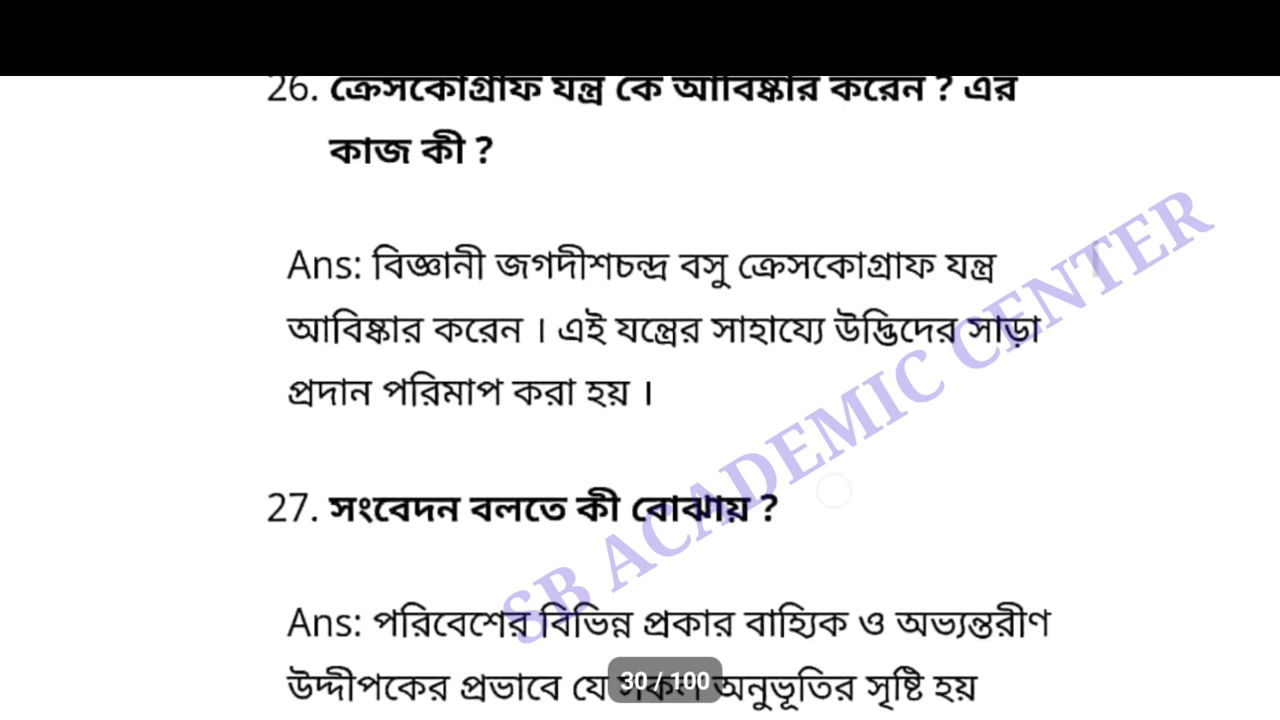 26. ক্রেসকোগ্রাফ যন্ত্র কে আবিষ্কার করেন ? এর
কাজ কী ?
Ans: বিজ্ঞানী জগদীশচন্দ্র বসু ক্রেসকোগ্রাফ যন্ত্র
আবিষ্কার করেন । এই যন্ত্রের সাহায্যে উদ্ভিদের সাড়া
প্রদান পরিমাপ করা হয় ।
27. সংবেদন বলতে কী বোঝায় ?
Ans: পরিবেশের বিভিন্ন প্রকার বাহ্যিক ও অভ্যন্তরীণ
উদ্দীপকের প্রভাবে যে অনুভূতির সৃষ্টি হয়
30 / 100
SB ACADEMIC CENTER